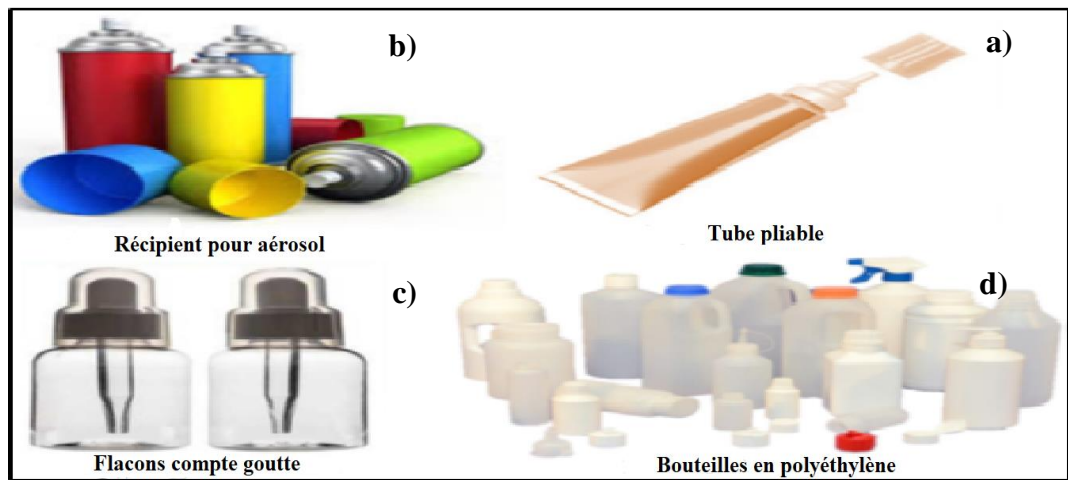 b)
a)
Récipient pour aérosol
Tube pliable
c)
d)
Flacons compte goutte
Bouteilles en polyéthylène